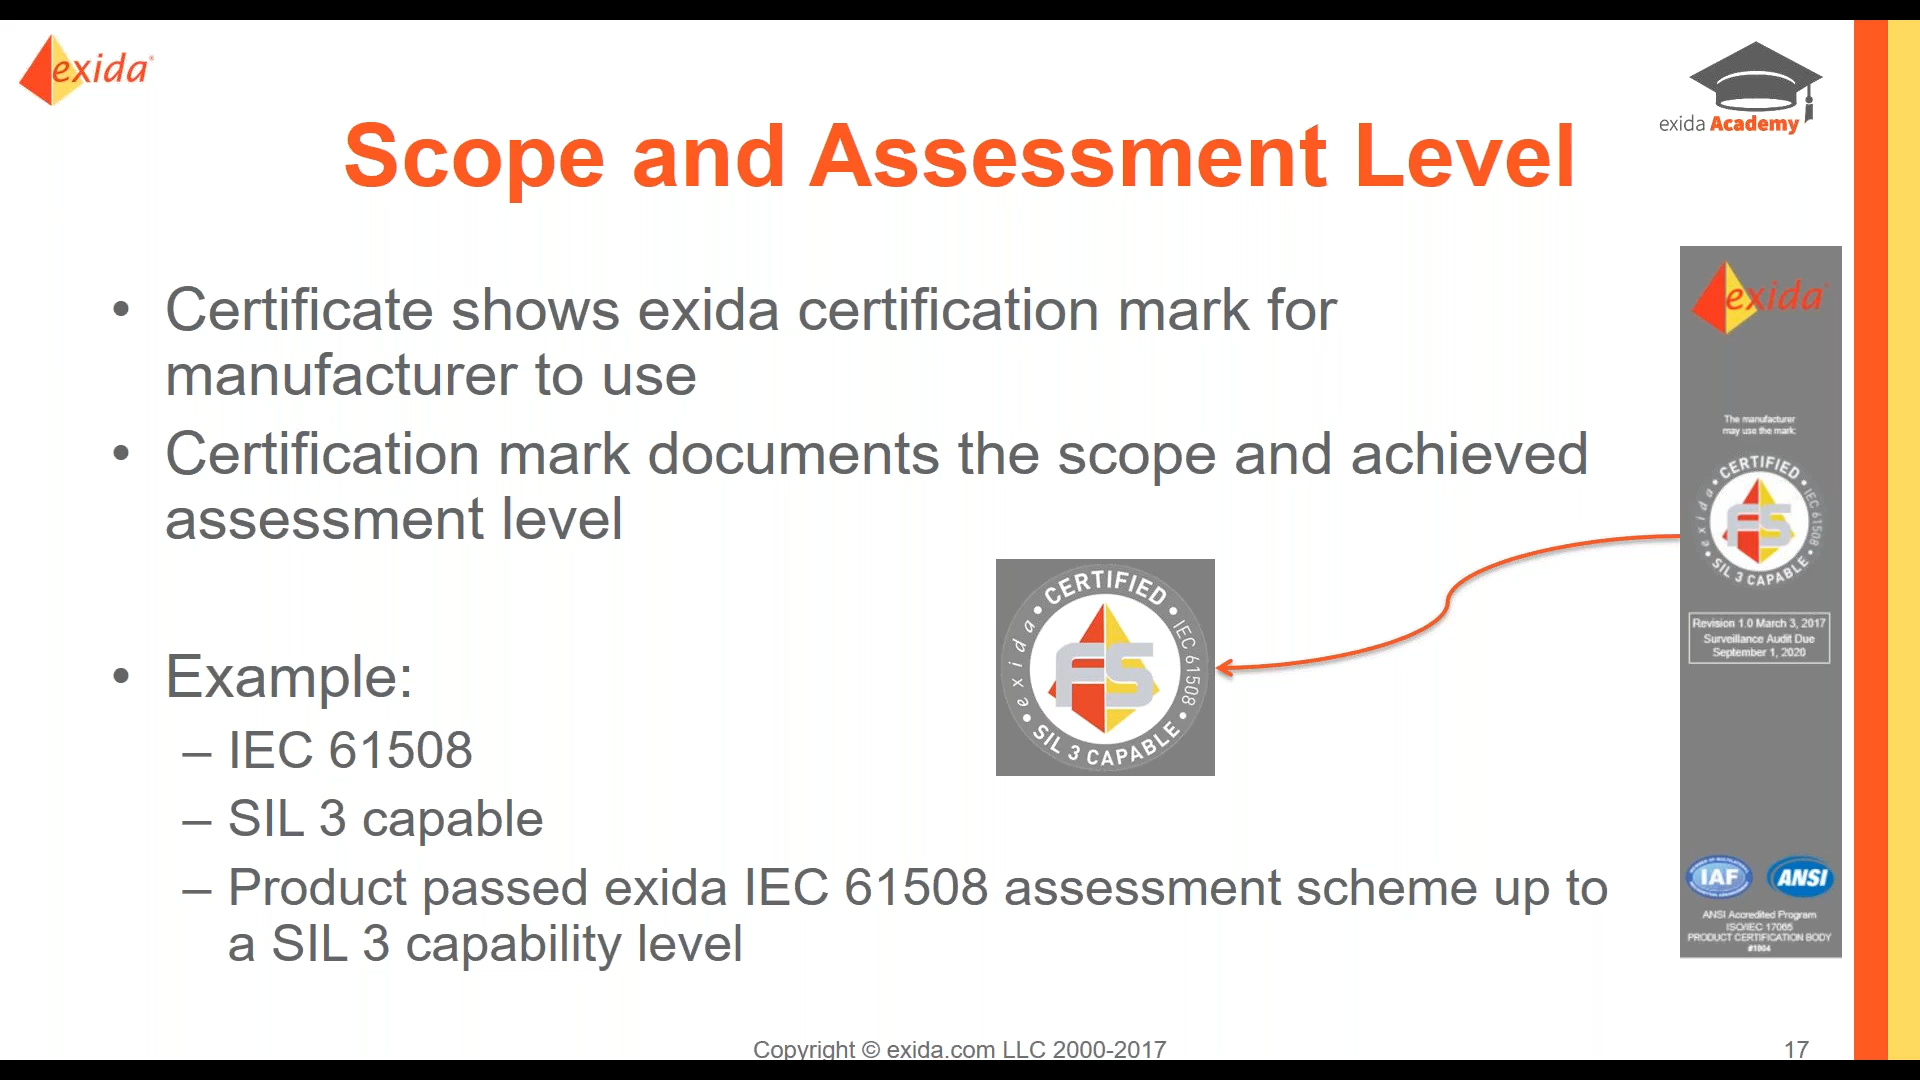 exida
exida Academy
Scope and Assessment Level
• Certificate shows exida certification mark for
manufacturer to use
• Certification mark documents the scope and achieved
assessment level
• Example:
– IEC 61508
– SIL 3 capable
– Product passed exida IEC 61508 assessment scheme up to
a SIL 3 capability level
CERTIFIED
IEC 61508
SIL 3 CAPABLE
exida
FS
exida
The manufacturer
may use the mark:
CERTIFIED
IEC 61508
SIL 3 CAPABLE
exida
FS
Revision 1.0 March 3, 2017
Surveillance Audit Due
September 1, 2020
IAF
ANSI
ANSI Accredited Program
ISO/IEC 17065
PRODUCT CERTIFICATION BODY
#1004
Copyright © exida.com LLC 2000-2017
17